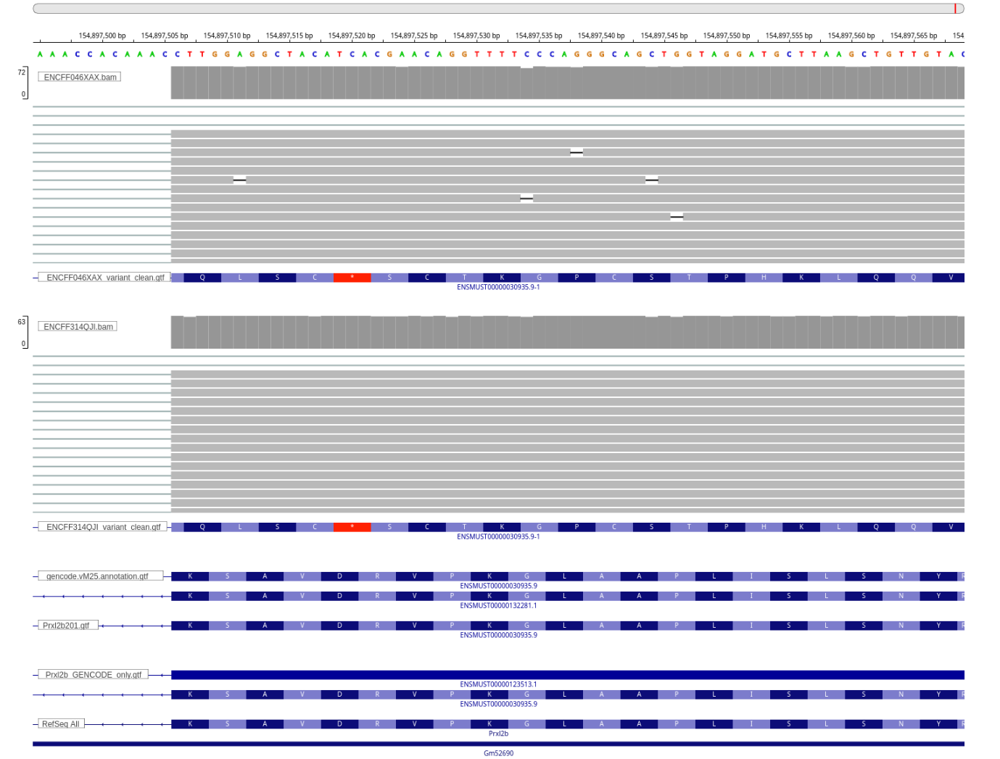 154,897,500 bp 154,897,505 bp 154,897,510 bp 154,897,515 bp 154,897,520 bp 154,897,525 bp 154,897,530 bp 154,897,535 bp 154,897,540 bp 154,897,545 bp 154,897,550 bp 154,897,555 bp 154,897,560 bp 154,897,565 bp 154
A A A C C A C A A A C C T T G G A G G C T A C A T C A C G A A C A G G T T T T C C C A G G G C A G C T G G T A G G A T G C T T A A G C T G T T G T A C
72
ENCFF046XAX.bam
0
ENCFF046XAX_variant_clean.gtf Q L S C * S C T K G P C S T P H K L Q Q V
ENSMUST00000030935.9-1
63
ENCFF314QJI.bam
0
ENCFF314QJI_variant_clean.gtf Q L S C * S C T K G P C S T P H K L Q Q V
ENSMUST00000030935.9-1
gencode.vM25.annotation.gtf K S A V D R V P K G L A A P L I S L S N Y R
ENSMUST00000030935.9
K S A V D R V P K G L A A P L I S L S N Y R
ENSMUST00000132281.1
Prxl2b201.gtf K S A V D R V P K G L A A P L I S L S N Y R
ENSMUST00000030935.9
Prxl2b_GENCODE_only.gtf
ENSMUST00000123513.1
K S A V D R V P K G L A A P L I S L S N Y R
ENSMUST00000030935.9
RefSeq All K S A V D R V P K G L A A P L I S L S N Y R
Prxl2b
Gm52690